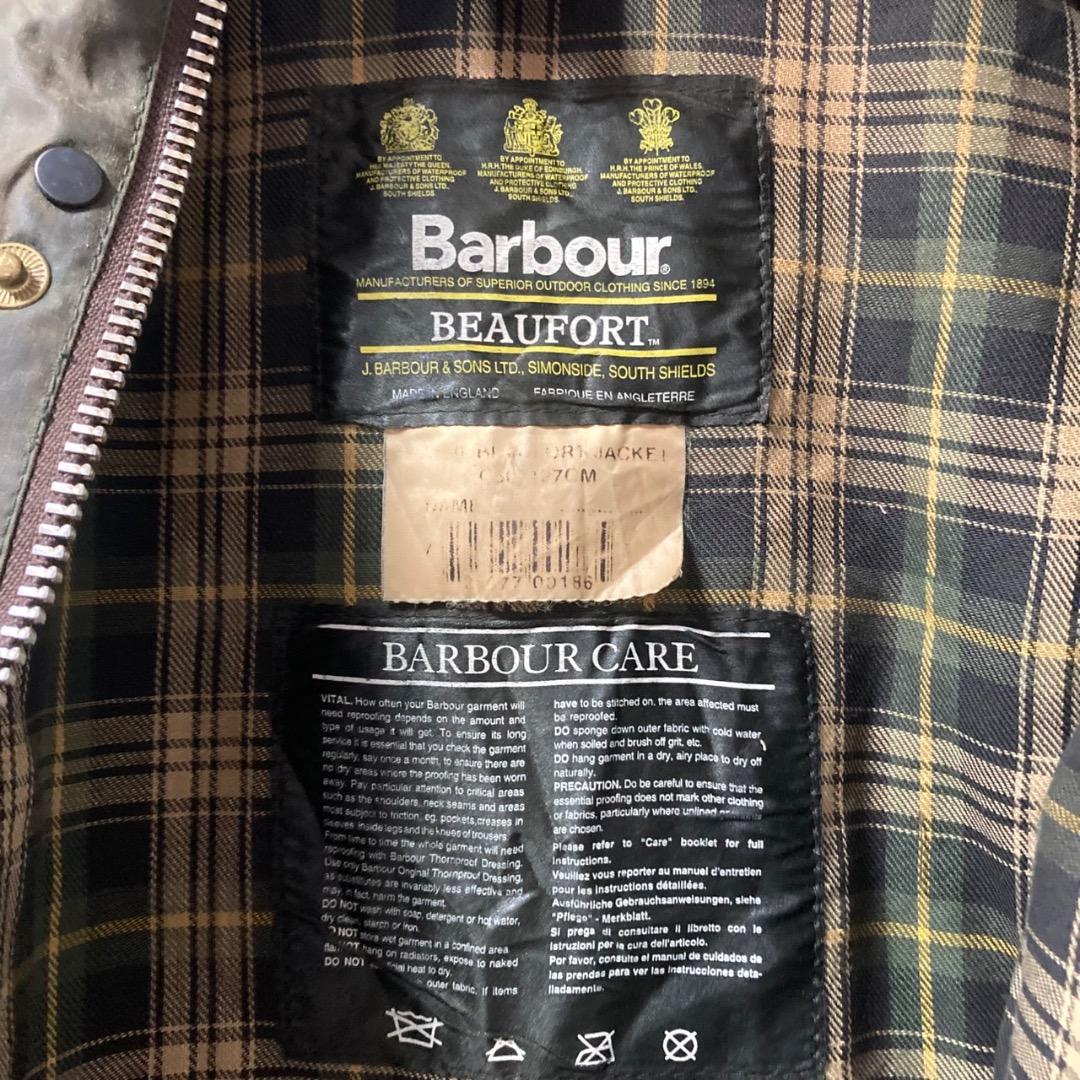 BY APPOINTMENT TO
HER MAJESTY THE QUEEN.
MANUFACTURERS OF WATERPROOF
AND PROTECTIVE CLOTHING
J. BARBOUR & SONS LTD.
SOUTH SHIELDS.
BY APPOINTMENT TO
H.R.H. THE DUKE OF EDINBURGH.
MANUFACTURERS OF WATERPROOF
AND PROTECTIVE CLOTHING
J. BARBOUR & SONS LTD.
SOUTH SHIELDS.
BY APPOINTMENT TO
H.R.H. THE PRINCE OF WALES.
MANUFACTURERS OF WATERPROOF
AND PROTECTIVE CLOTHING
J. BARBOUR & SONS LTD.
SOUTH SHIELDS.
Barbour®
MANUFACTURERS OF SUPERIOR OUTDOOR CLOTHING SINCE 1894
BEAUFORT™
J. BARBOUR & SONS LTD., SIMONSIDE, SOUTH SHIELDS
MADE IN ENGLAND FABRIQUE EN ANGLETERRE
JACKET
00186
BARBOUR CARE
VITAL. How often your Barbour garment will
need reproofing depends on the amount and
type of usage it will get. To ensure its long
service it is essential that you check the garment
regularly, say once a month, to ensure there are
no dry areas where the proofing has been worn
away. Pay particular attention to critical areas
such as the shoulders, neck seams and areas
most subject to friction, eg. pockets, creases in
sleeves inside legs and the knees of trousers.
From time to time the whole garment will need
reproofing with Barbour Thornproof Dressing.
Use only Barbour Original Thornproof Dressing,
as substitutes are invariably less effective and
may, in fact, harm the garment.
DO NOT wash with soap, detergent or hot water,
dry clean, starch or iron.
DO NOT store wet garment in a confined area
hang on radiators, expose to naked
DO NOT heat to dry.
outer fabric. If items
have to be stitched on, the area affected must
be reproofed.
DO sponge down outer fabric with cold water
when soiled and brush off grit, etc.
DO hang garment in a dry, airy place to dry off
naturally.
PRECAUTION. Do be careful to ensure that the
essential proofing does not mark other clothing
or fabrics, particularly where unlined garments
are chosen.
Please refer to "Care" booklet for full
instructions.
Veuillez vous reporter au manuel d'entretien
pour les instructions détaillées.
Ausführliche Gebrauchsanweisungen, siehe
"Pflege" - Merkblatt.
Si prega di consultare il libretto con le
istruzioni per la cura dell'articolo.
Por favor, consulte el manual de cuidados de
las prendas para ver las instrucciones deta-
lladamente.